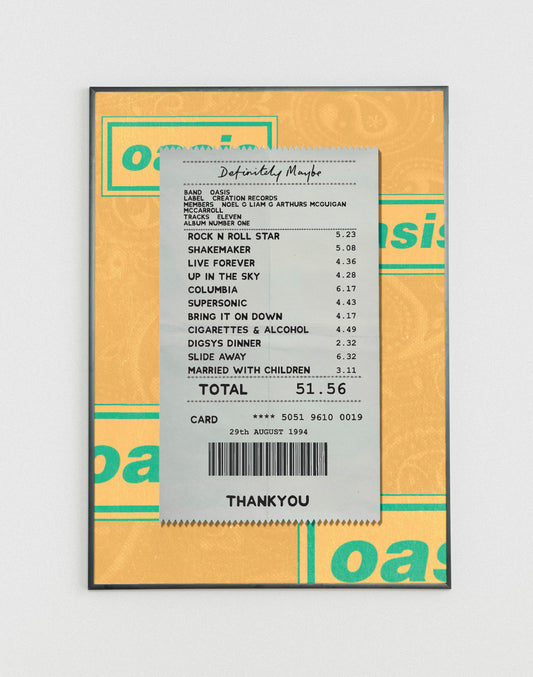 oasis
Definitely Maybe
BAND OASIS
LABEL CREATION RECORDS
MEMBERS NOEL G LIAM G ARTHURS MCGUIGAN
MCCARROLL
TRACKS ELEVEN
ALBUM NUMBER ONE
asis
ROCK N ROLL STAR 5.23
SHAKEMAKER 5.08
LIVE FOREVER 4.36
UP IN THE SKY 4.28
COLUMBIA 6.17
SUPERSONIC 4.43
BRING IT ON DOWN 4.17
CIGARETTES & ALCOHOL 4.49
DIGSYS DINNER 2.32
SLIDE AWAY 6.32
MARRIED WITH CHILDREN 3.11
TOTAL 51.56
CARD **** 5051 9610 0019
29th AUGUST 1994
oa
THANKYOU
oas